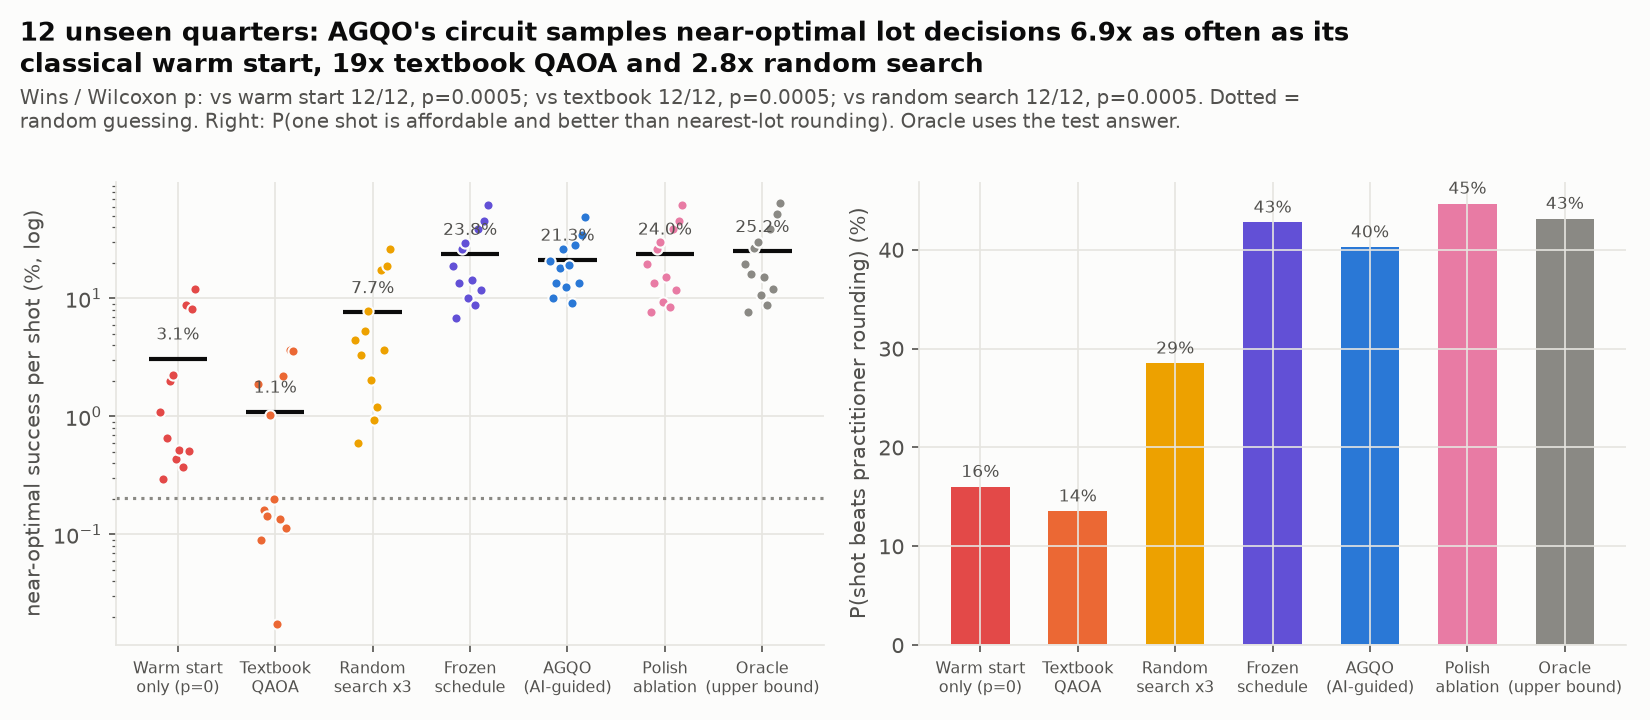 12 unseen quarters: AGQO's circuit samples near-optimal lot decisions 6.9x as often as its
classical warm start, 19x textbook QAOA and 2.8x random search
Wins / Wilcoxon p: vs warm start 12/12, p=0.0005; vs textbook 12/12, p=0.0005; vs random search 12/12, p=0.0005. Dotted =
random guessing. Right: P(one shot is affordable and better than nearest-lot rounding). Oracle uses the test answer.
near-optimal success per shot (%, log)
10¹
10⁰
10⁻¹
3.1%
1.1%
7.7%
23.8%
21.3%
24.0%
25.2%
Warm start
only (p=0)
Textbook
QAOA
Random
search x3
Frozen
schedule
AGQO
(AI-guided)
Polish
ablation
Oracle
(upper bound)
P(shot beats practitioner rounding) (%)
40
30
20
10
0
16%
14%
29%
43%
40%
45%
43%
Warm start
only (p=0)
Textbook
QAOA
Random
search x3
Frozen
schedule
AGQO
(AI-guided)
Polish
ablation
Oracle
(upper bound)